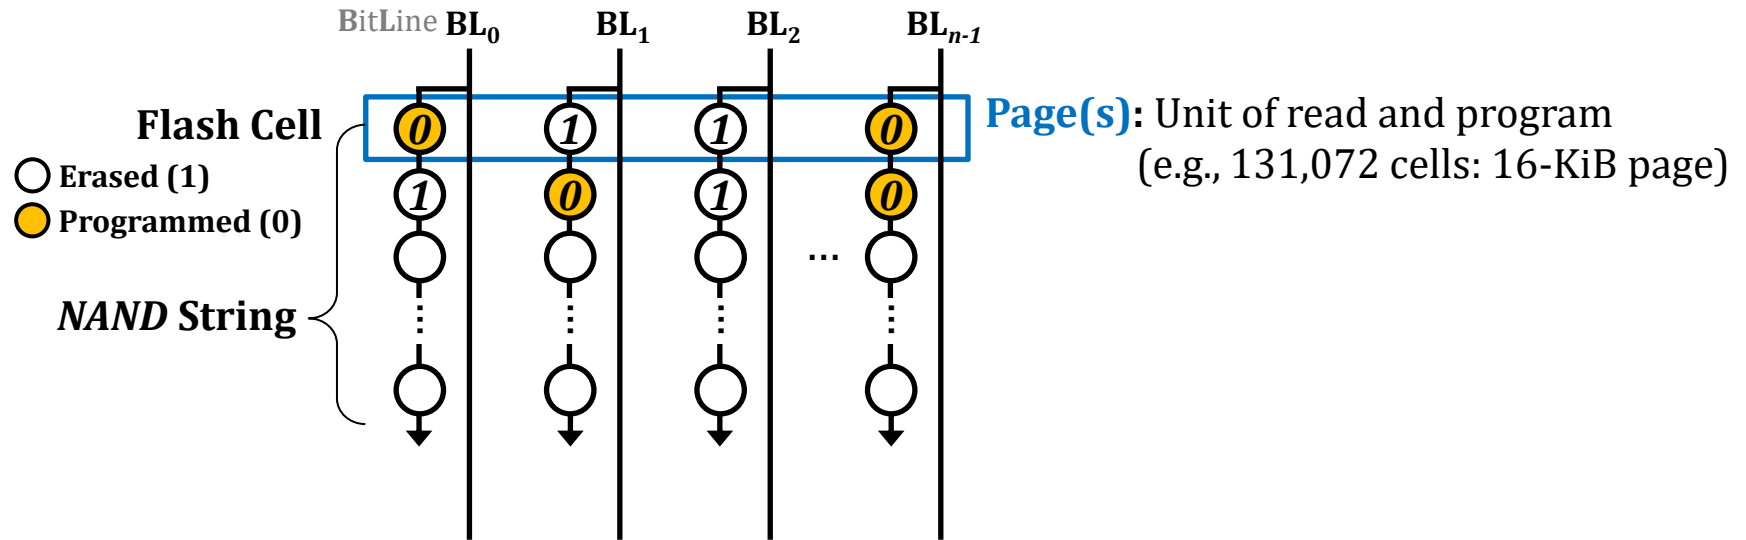 BitLine BL0 BL1 BL2 BLn-1
Flash Cell 0 1 1 0 Page(s): Unit of read and program
(e.g., 131,072 cells: 16-KiB page)
Erased (1) 1 0 1 0
Programmed (0)
...
NAND String